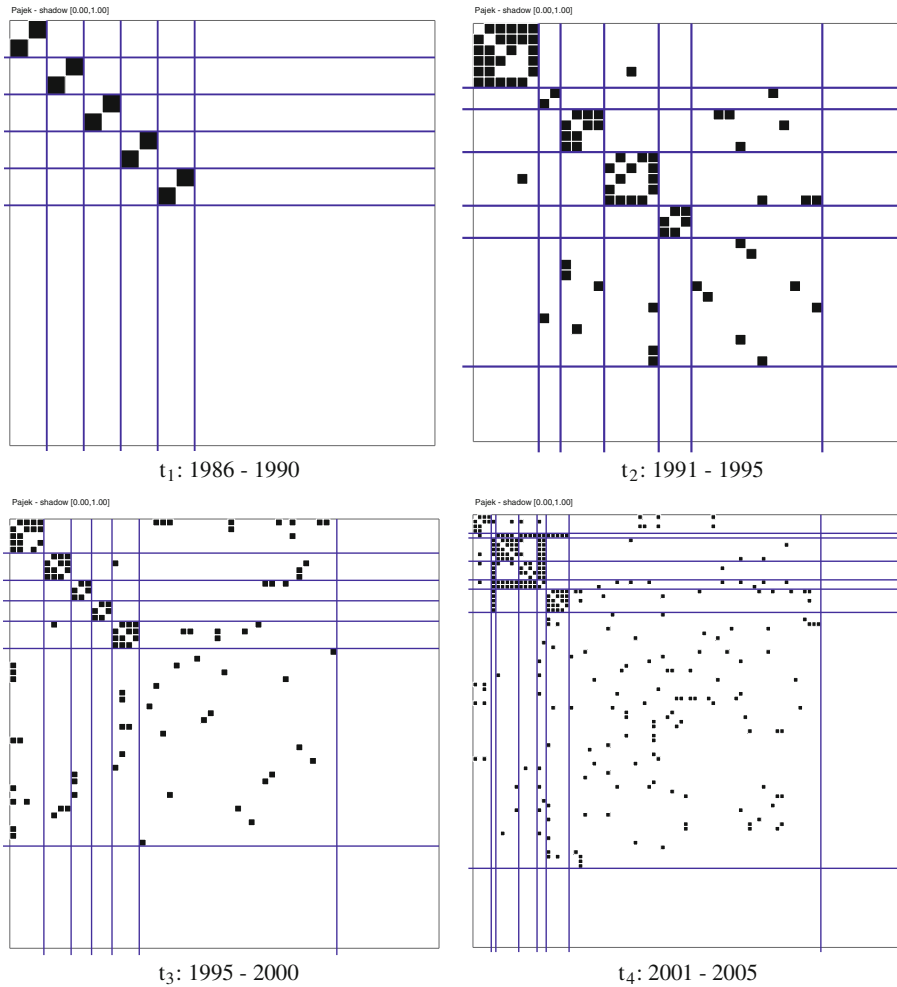 Pajek - shadow [0.00,1.00]
Pajek - shadow [0.00,1.00]
t₁: 1986 - 1990
t₂: 1991 - 1995
Pajek - shadow [0.00,1.00]
Pajek - shadow [0.00,1.00]
t₃: 1995 - 2000
t₄: 2001 - 2005